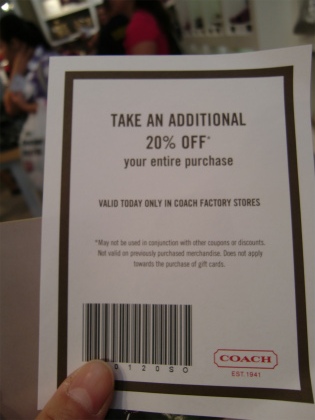 TAKE AN ADDITIONAL
20% OFF*
your entire purchase
VALID TODAY ONLY IN COACH FACTORY STORES
*May not be used in conjunction with other coupons or discounts.
Not valid on previously purchased merchandise. Does not apply
towards the purchase of gift cards.
0120SO
COACH
EST. 1941